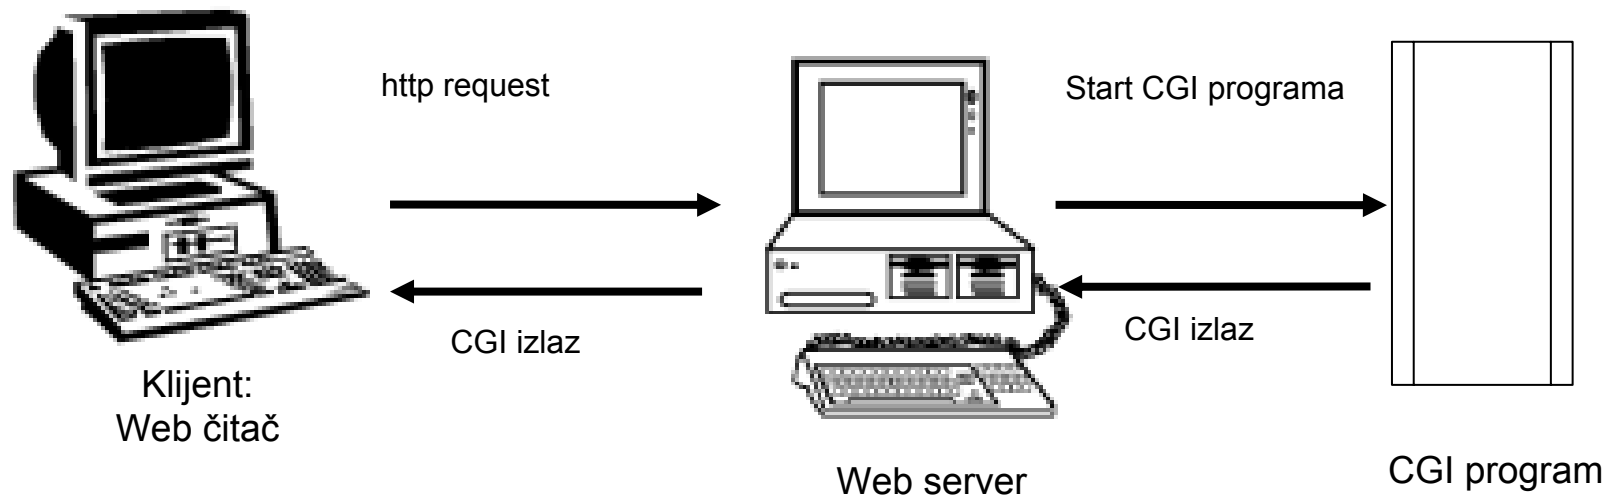 http request
Start CGI programa
CGI izlaz
CGI izlaz
Klijent:
Web čitač
Web server
CGI program